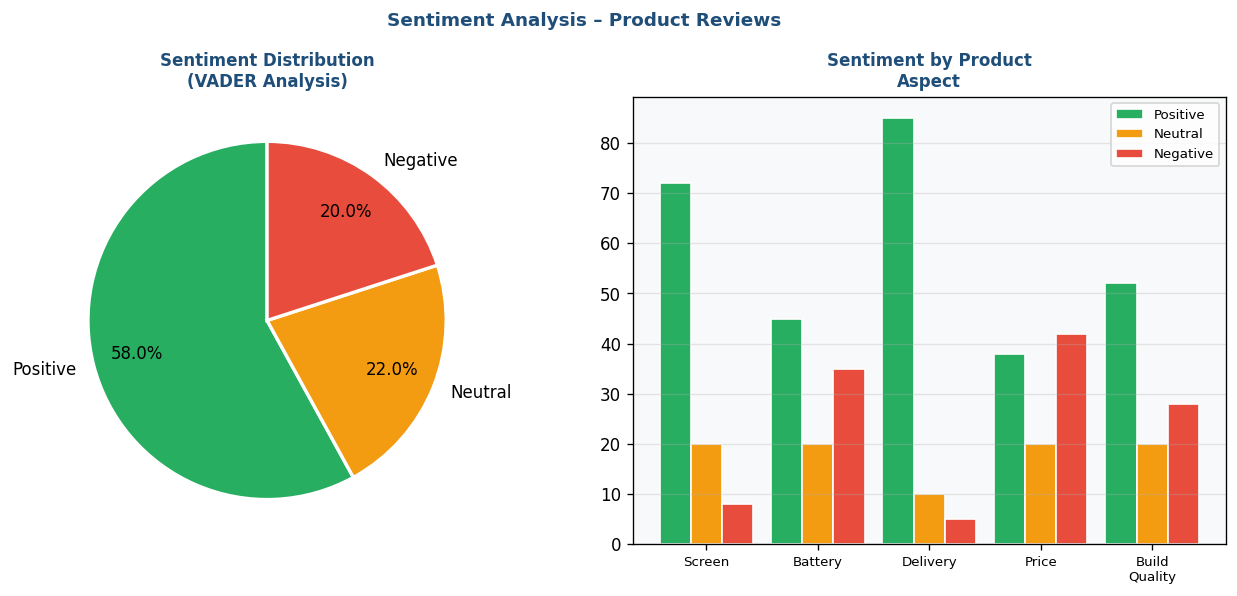 Sentiment Analysis – Product Reviews
Sentiment Distribution
(VADER Analysis)
Negative
20.0%
58.0%
Positive
22.0%
Neutral
Sentiment by Product
Aspect
Positive
Neutral
Negative
80
70
60
50
40
30
20
10
0
Screen
Battery
Delivery
Price
Build
Quality